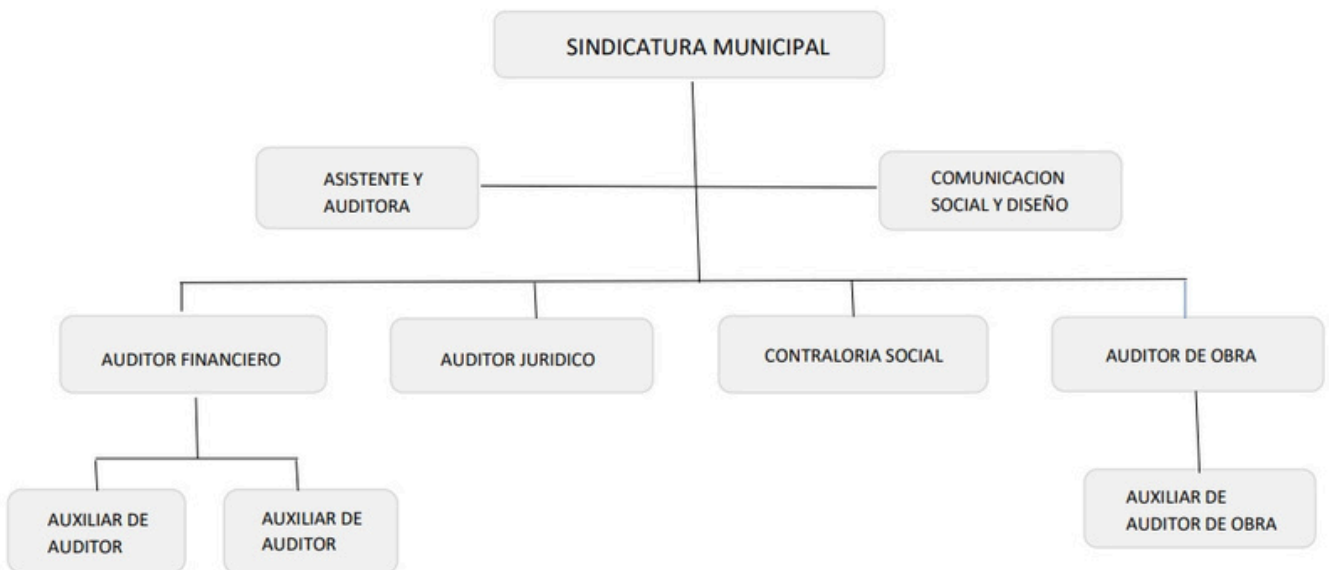 SINDICATURA MUNICIPAL
ASISTENTE Y
AUDITORA
COMUNICACION
SOCIAL Y DISEÑO
AUDITOR FINANCIERO
AUDITOR JURIDICO
CONTRALORIA SOCIAL
AUDITOR DE OBRA
AUXILIAR DE
AUDITOR
AUXILIAR DE
AUDITOR
AUXILIAR DE
AUDITOR DE OBRA